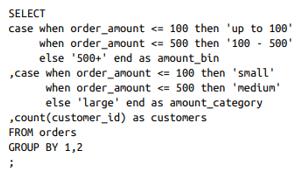 SELECT
case when order_amount <= 100 then 'up to 100'
     when order_amount <= 500 then '100 - 500'
     else '500+' end as amount_bin
,case when order_amount <= 100 then 'small'
      when order_amount <= 500 then 'medium'
      else 'large' end as amount_category
,count(customer_id) as customers
FROM orders
GROUP BY 1,2
;